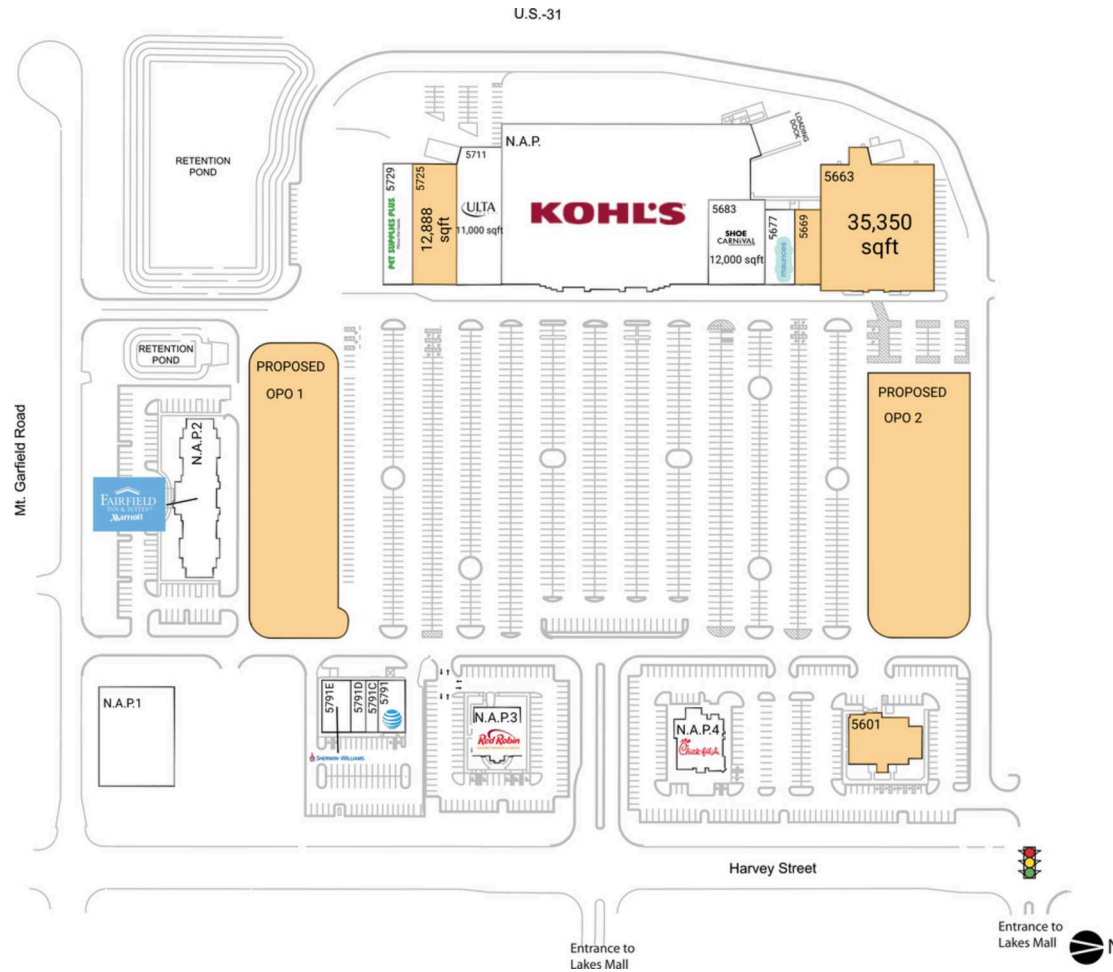 U.S.-31
RETENTION
POND
LOADING
DOCK
N.A.P.
5711
5729
PET SUPPLIES PLUS
5725
12,888
sqft
ULTA
11,000 sqft
KOHL'S
5683
SHOE
CARNIVAL
12,000 sqft
5677
maurices
5669
5663
35,350
sqft
RETENTION
POND
PROPOSED
OPO 1
PROPOSED
OPO 2
Mt. Garfield Road
N.A.P.2
FAIRFIELD
INN & SUITES
Marriott
N.A.P.1
5791E
5791D
5791C
5791
AT&T
SHERWIN-WILLIAMS
N.A.P.3
Red Robin
N.A.P.4
Chick-fil-A
5601
Harvey Street
Entrance to
Lakes Mall
Entrance to
Lakes Mall
N